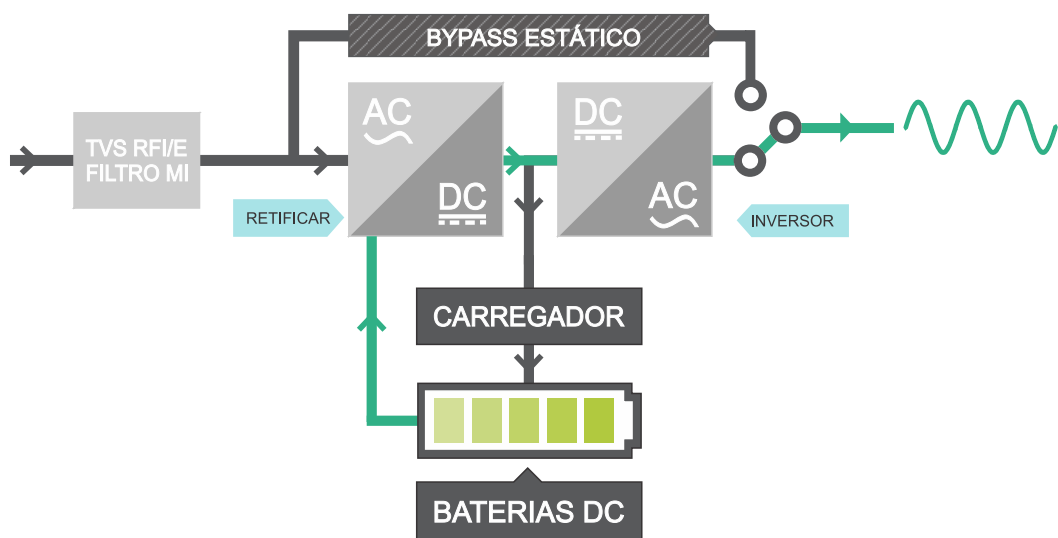 BYPASS ESTÁTICO
AC
DC
TVS RFI/E
FILTRO MI
DC
AC
RETIFICAR
INVERSOR
CARREGADOR
BATERIAS DC